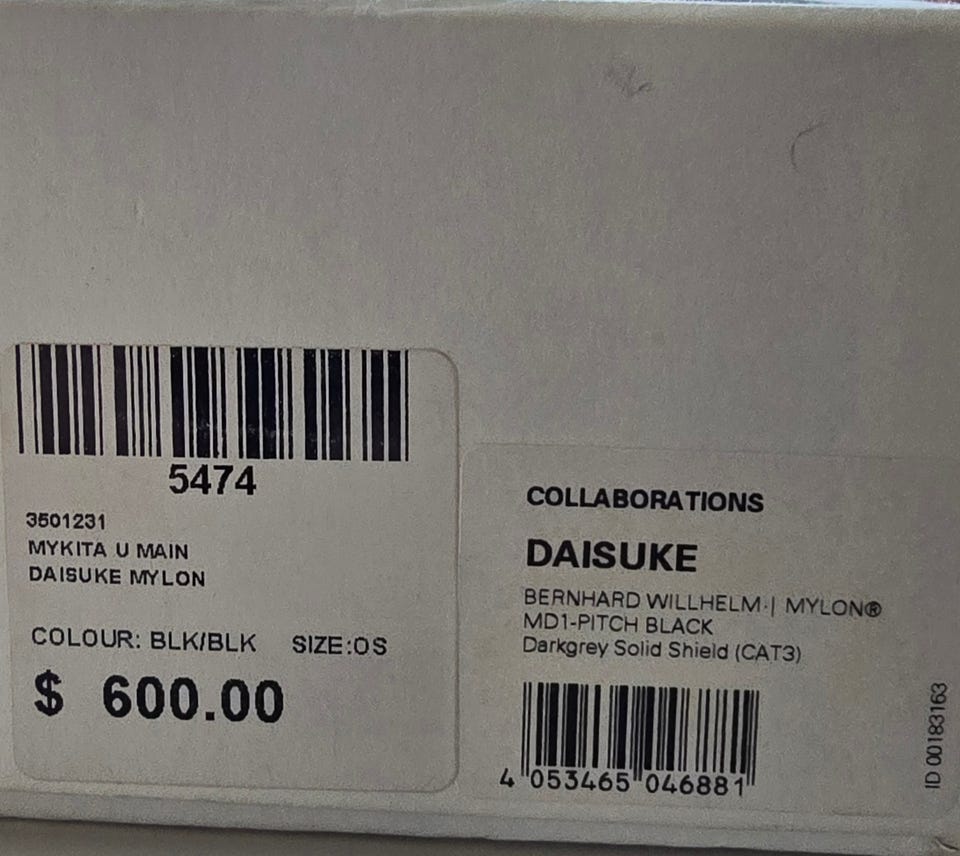 5474
3501231
MYKITA U MAIN
DAISUKE MYLON
COLOUR: BLK/BLK SIZE:OS
$ 600.00
COLLABORATIONS
DAISUKE
BERNHARD WILLHELM | MYLON®
MD1-PITCH BLACK
Darkgrey Solid Shield (CAT3)
4 053465 046881
ID 00183163